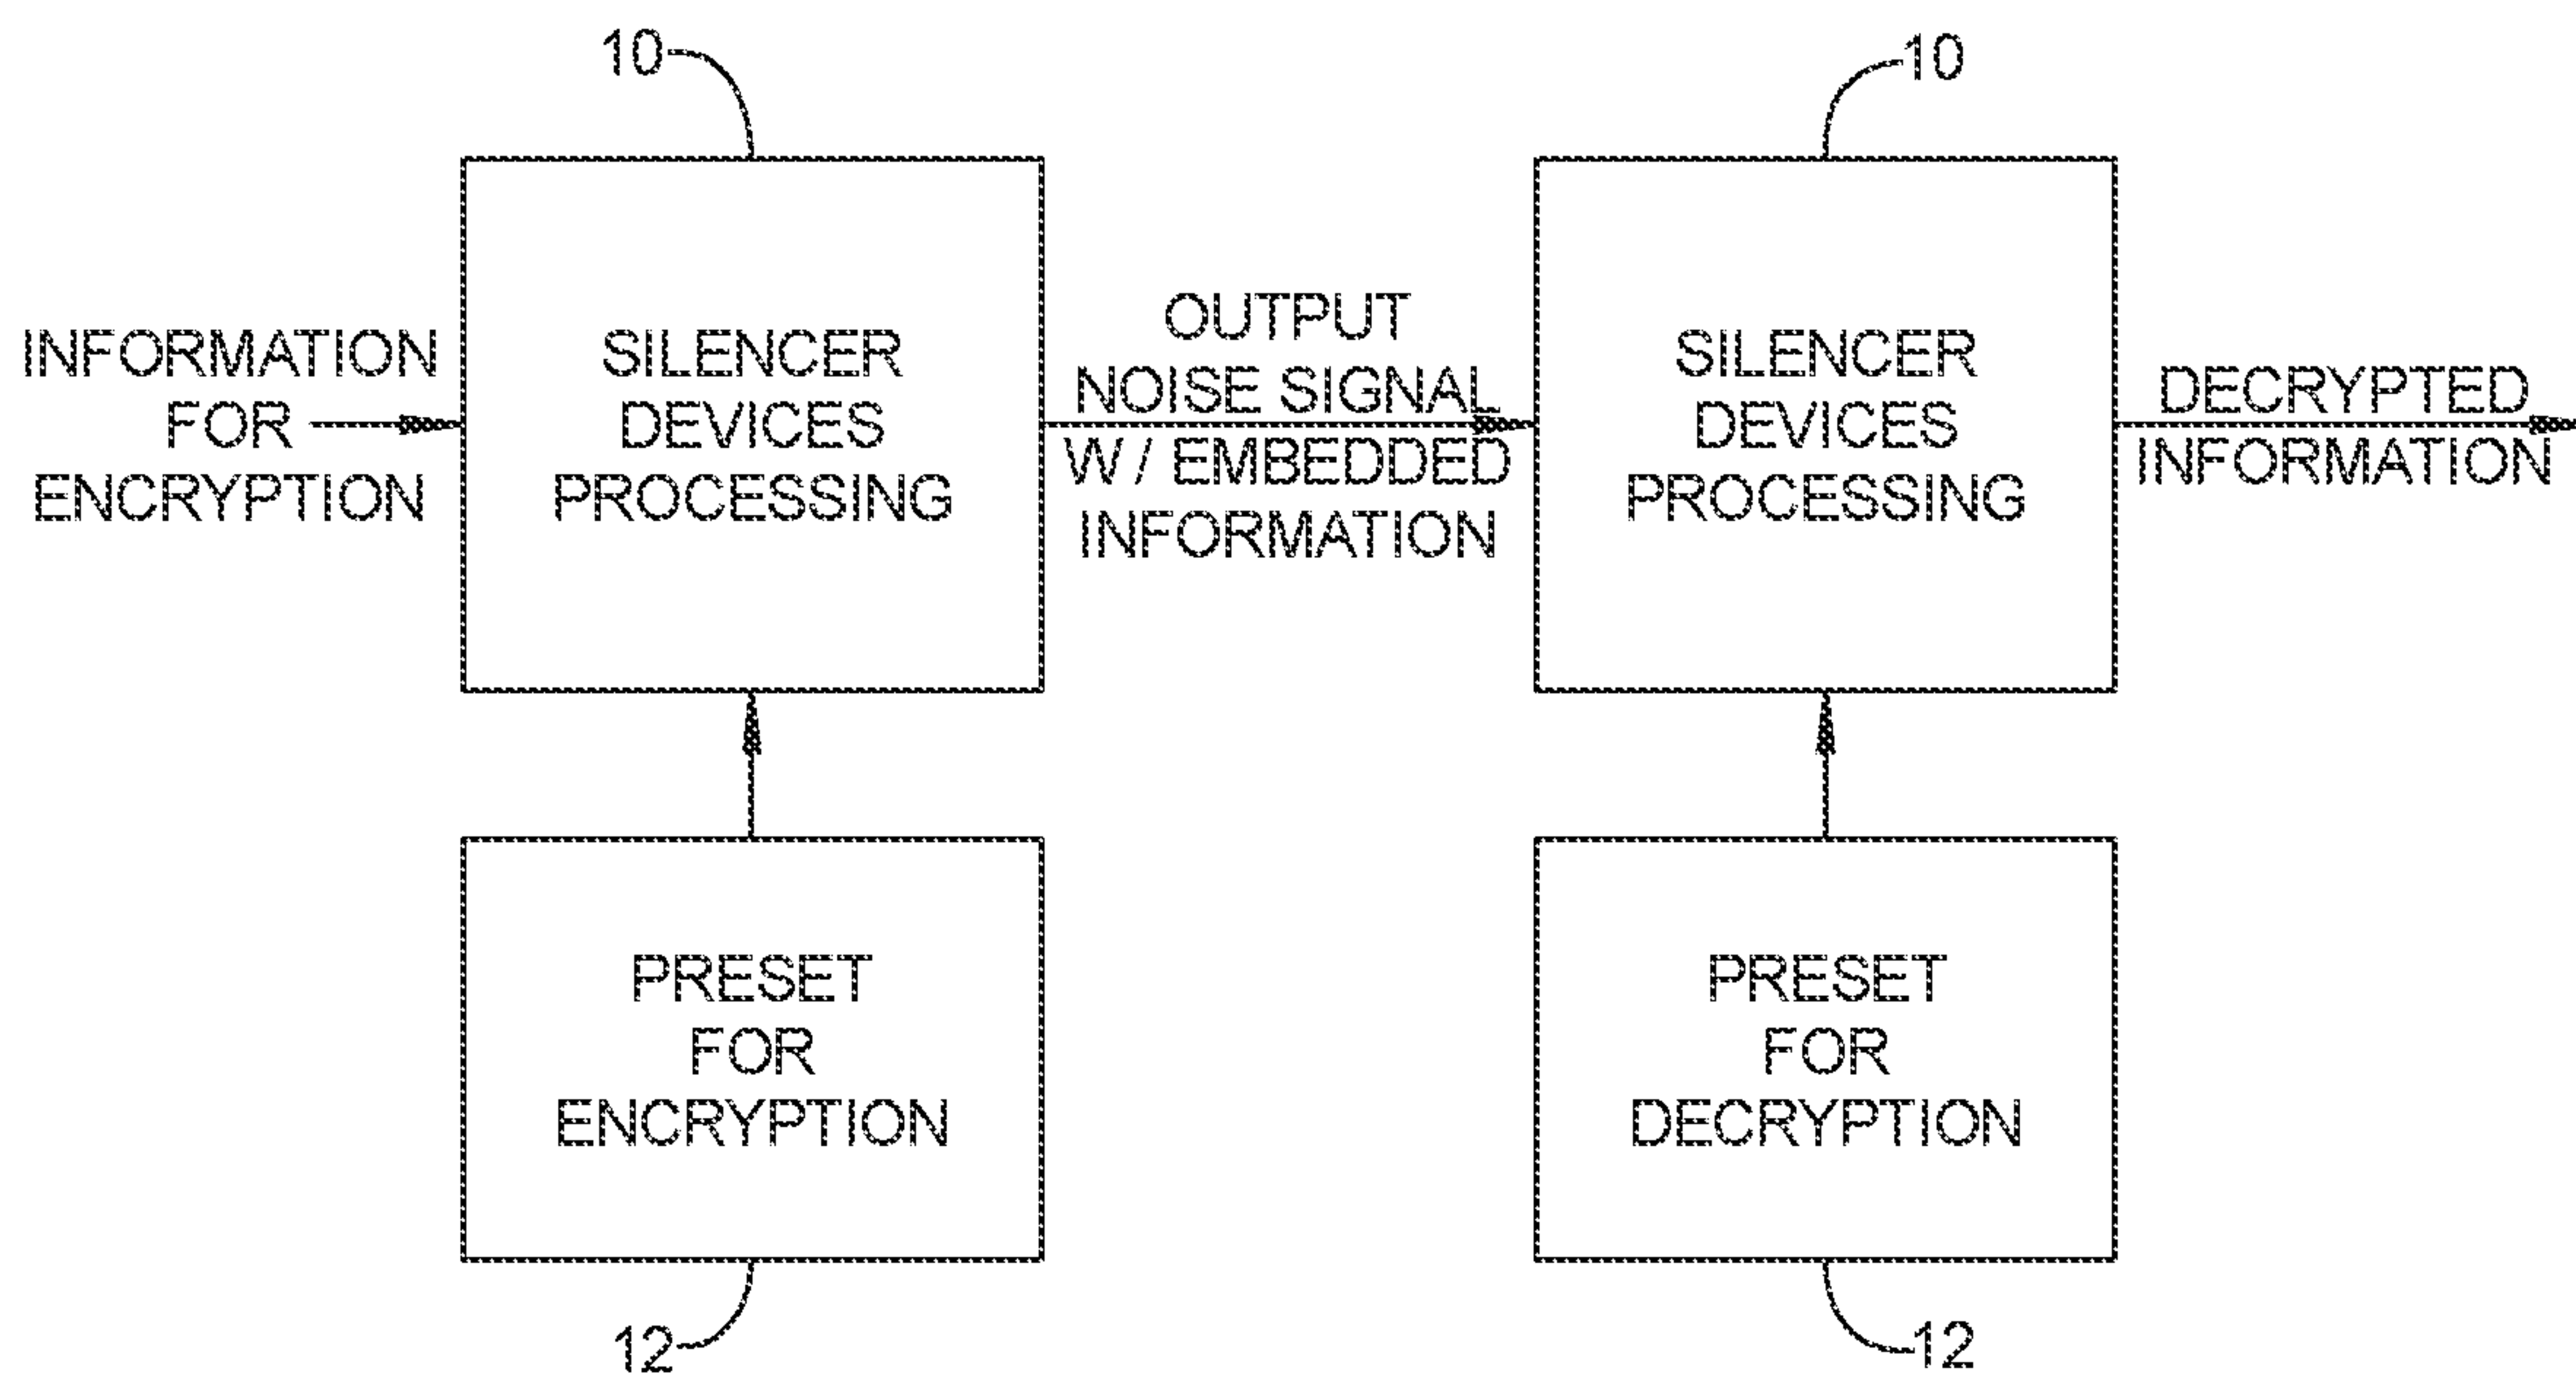 10
10
INFORMATION
FOR
ENCRYPTION
SILENCER
DEVICES
PROCESSING
OUTPUT
NOISE SIGNAL
W / EMBEDDED
INFORMATION
SILENCER
DEVICES
PROCESSING
DECRYPTED
INFORMATION
PRESET
FOR
ENCRYPTION
PRESET
FOR
DECRYPTION
12
12